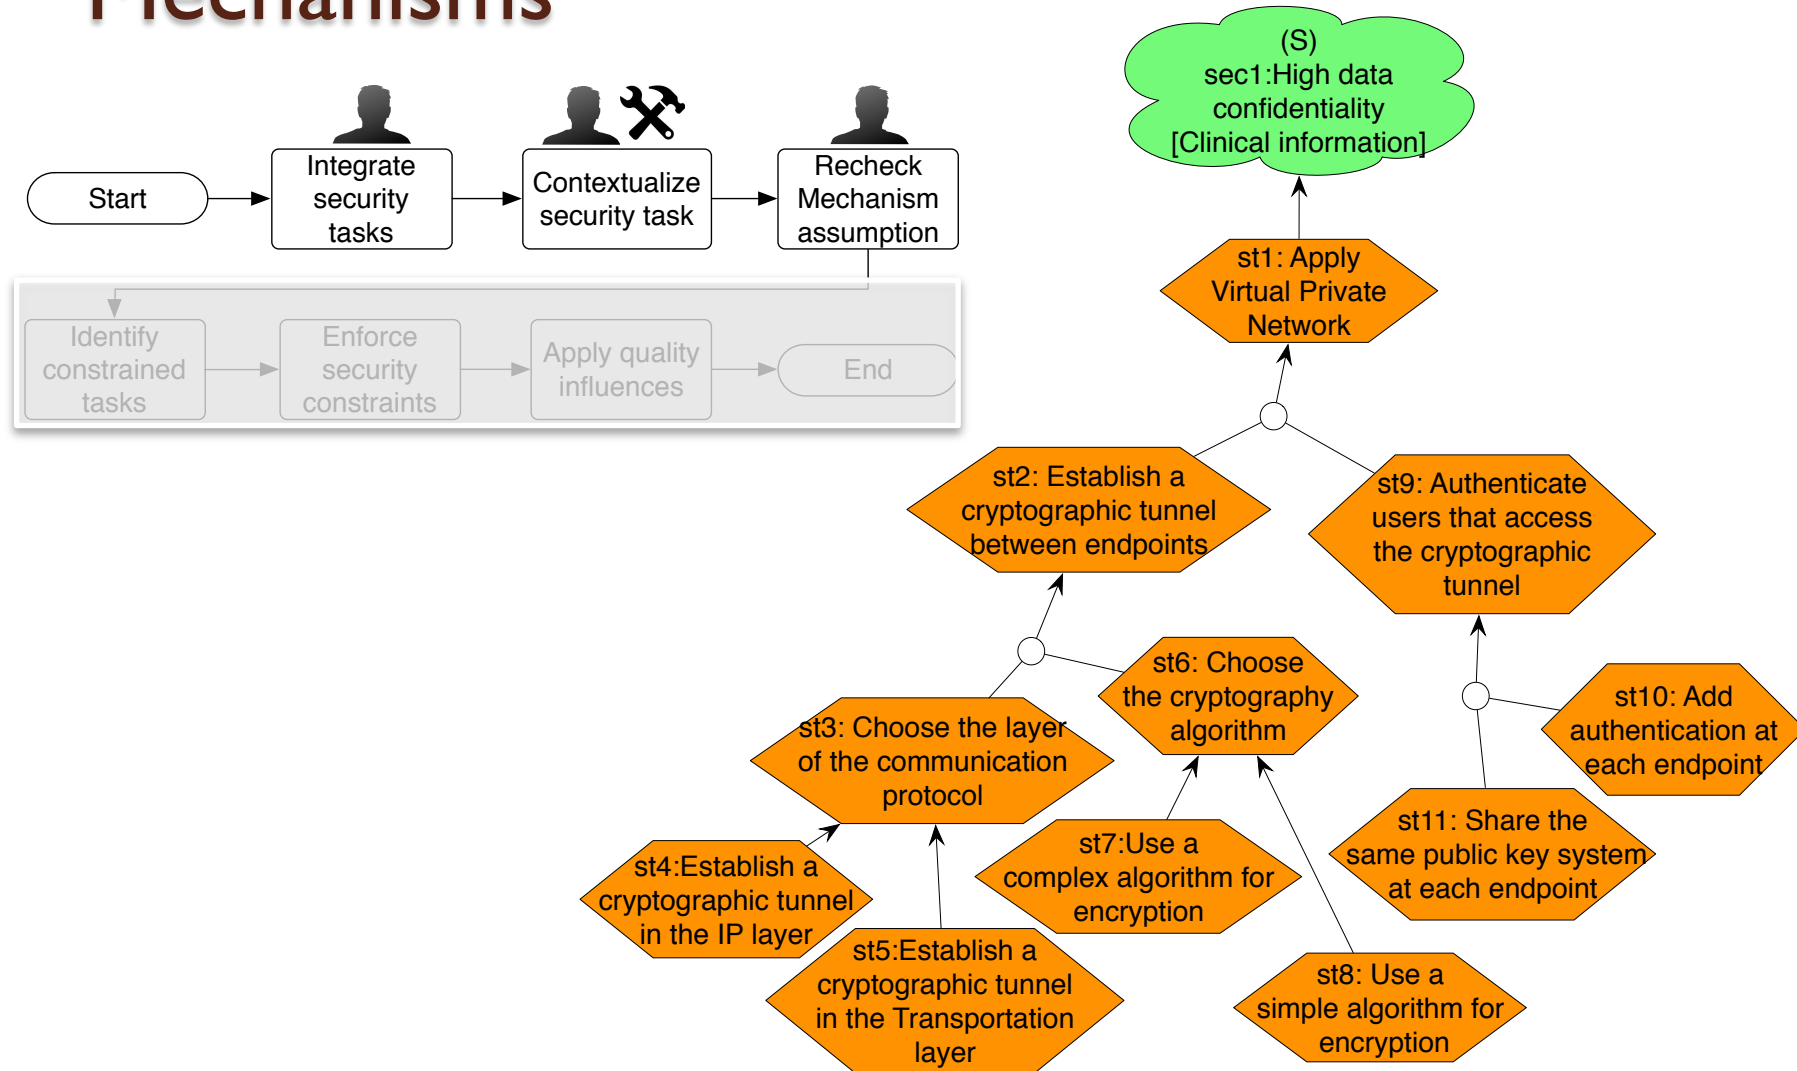 Mechanisms
Start
Integrate
security
tasks
Contextualize
security task
Recheck
Mechanism
assumption
Identify
constrained
tasks
Enforce
security
constraints
Apply quality
influences
End
(S)
sec1:High data
confidentiality
[Clinical information]
st1: Apply
Virtual Private
Network
st2: Establish a
cryptographic tunnel
between endpoints
st9: Authenticate
users that access
the cryptographic
tunnel
st3: Choose the layer
of the communication
protocol
st6: Choose
the cryptography
algorithm
st10: Add
authentication at
each endpoint
st4:Establish a
cryptographic tunnel
in the IP layer
st5:Establish a
cryptographic tunnel
in the Transportation
layer
st7:Use a
complex algorithm for
encryption
st11: Share the
same public key system
at each endpoint
st8: Use a
simple algorithm for
encryption